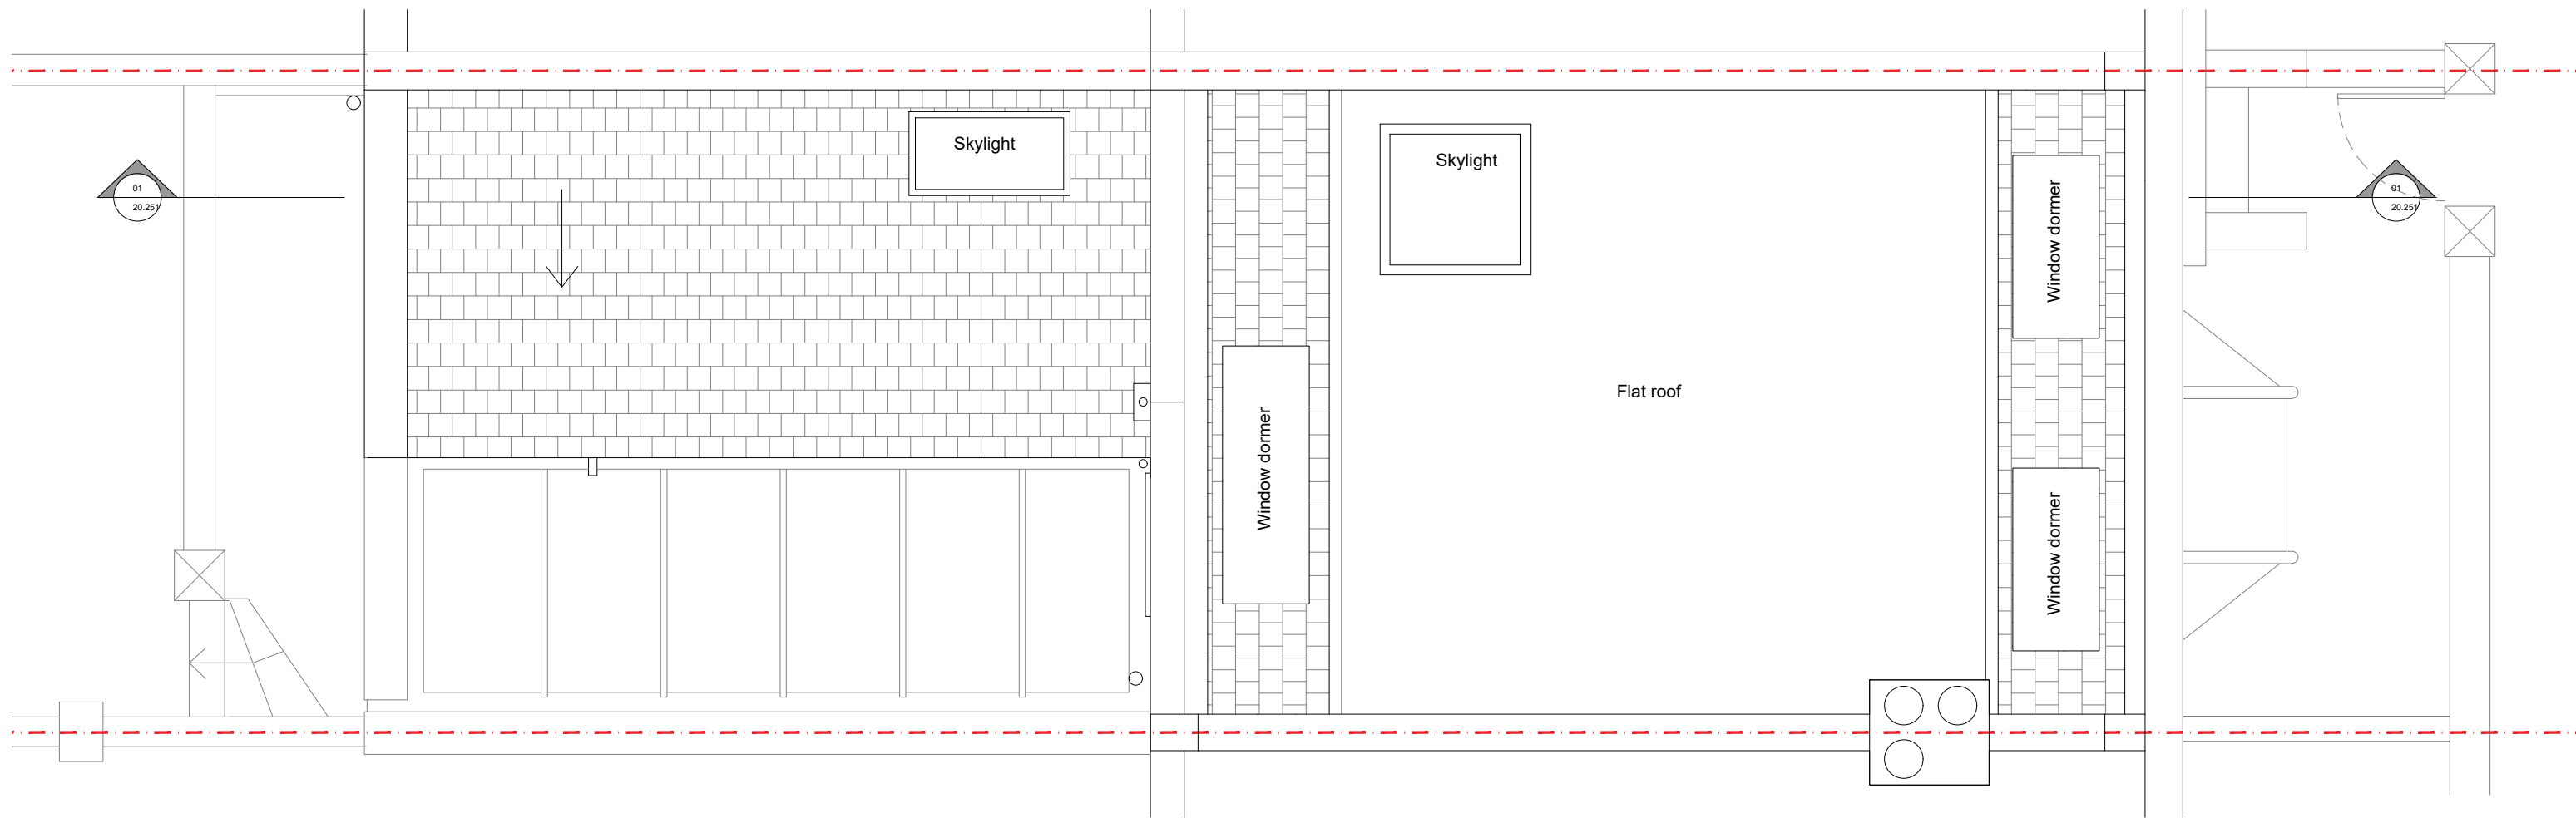 Skylight
Skylight
01
20.251
01
20.251
Window dormer
Flat roof
Window dormer
Window dormer